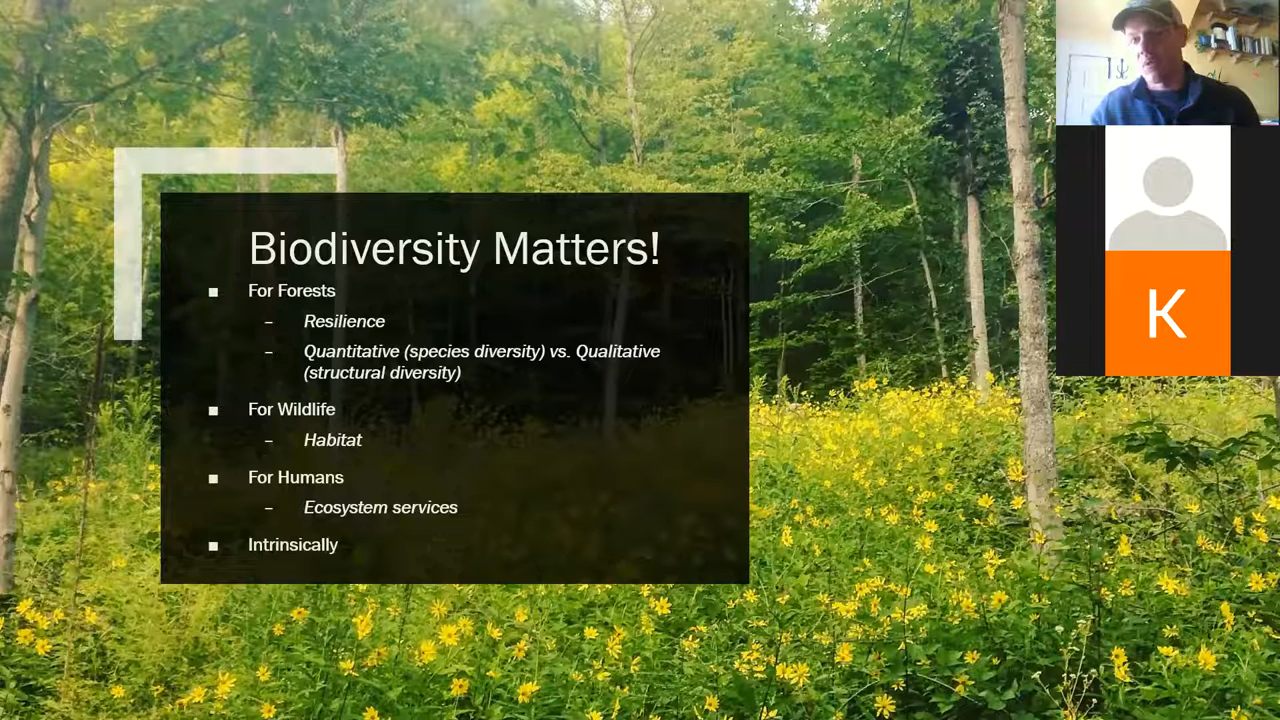 Biodiversity Matters!
■ For Forests
– Resilience
– Quantitative (species diversity) vs. Qualitative
(structural diversity)
■ For Wildlife
– Habitat
■ For Humans
– Ecosystem services
■ Intrinsically
K